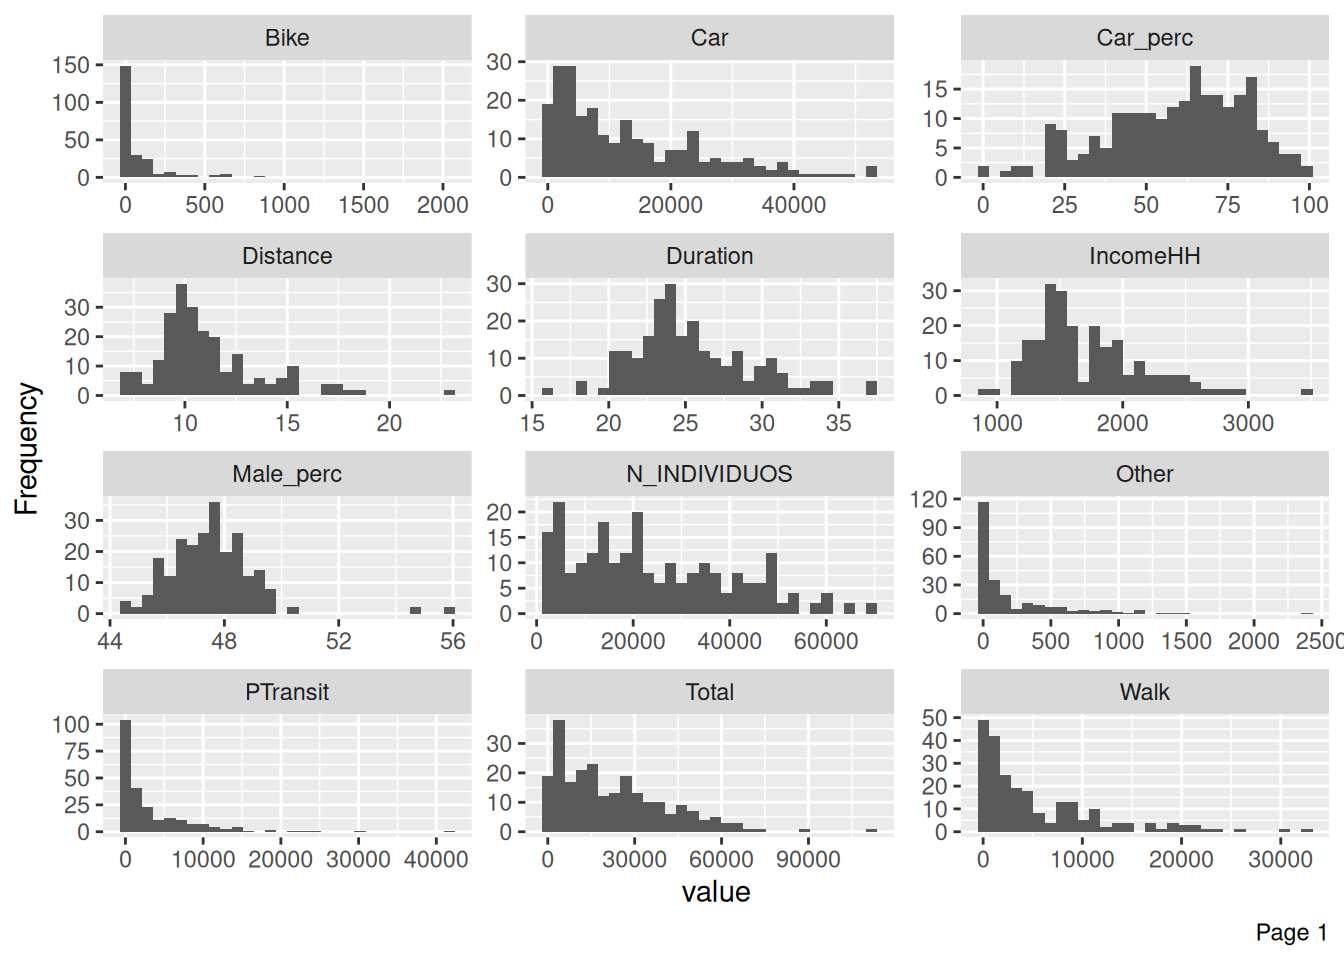 Bike Car Car_perc
150 100 50 0
30 20 10 0
15 10 5 0
0 500 1000 1500 2000
0 20000 40000
0 25 50 75 100
Distance Duration IncomeHH
30 20 10 0
30 20 10 0
30 20 10 0
10 15 20
15 20 25 30 35
1000 2000 3000
Frequency
Male_perc N_INDIVIDUOS Other
30 20 10 0
20 15 10 5 0
120 90 60 30 0
44 48 52 56
0 20000 40000 60000
0 500 1000 1500 2000 2500
PTransit Total Walk
100 75 50 25 0
30 20 10 0
50 40 30 20 10 0
0 10000 20000 30000 40000
0 30000 60000 90000
0 10000 20000 30000
value
Page 1